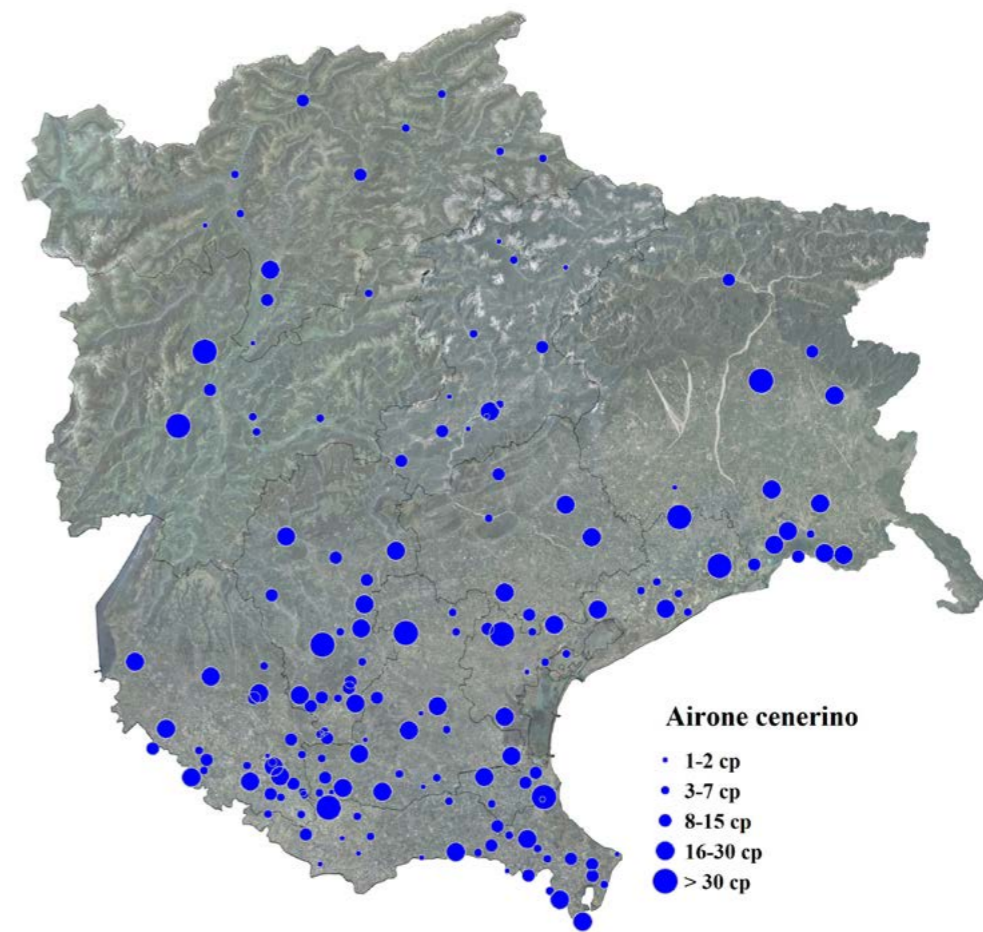 Airone cenerino
1-2 cp
3-7 cp
8-15 cp
16-30 cp
> 30 cp